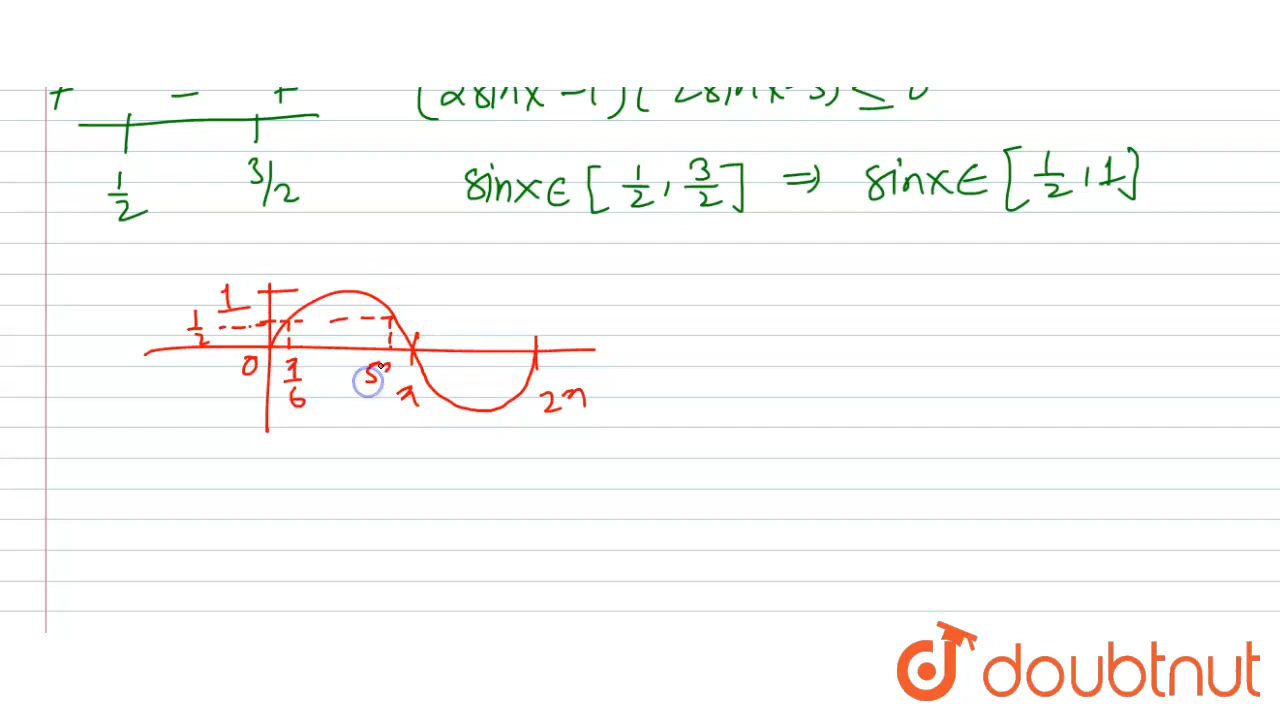 + − + (2sinx −1)(2sinx-3) ≤ 0
1/2 3/2 sinx∈[1/2, 3/2] ⇒ sinx∈[1/2, 1]
1
1/2
0 π/6 5π π 2π
doubtnut